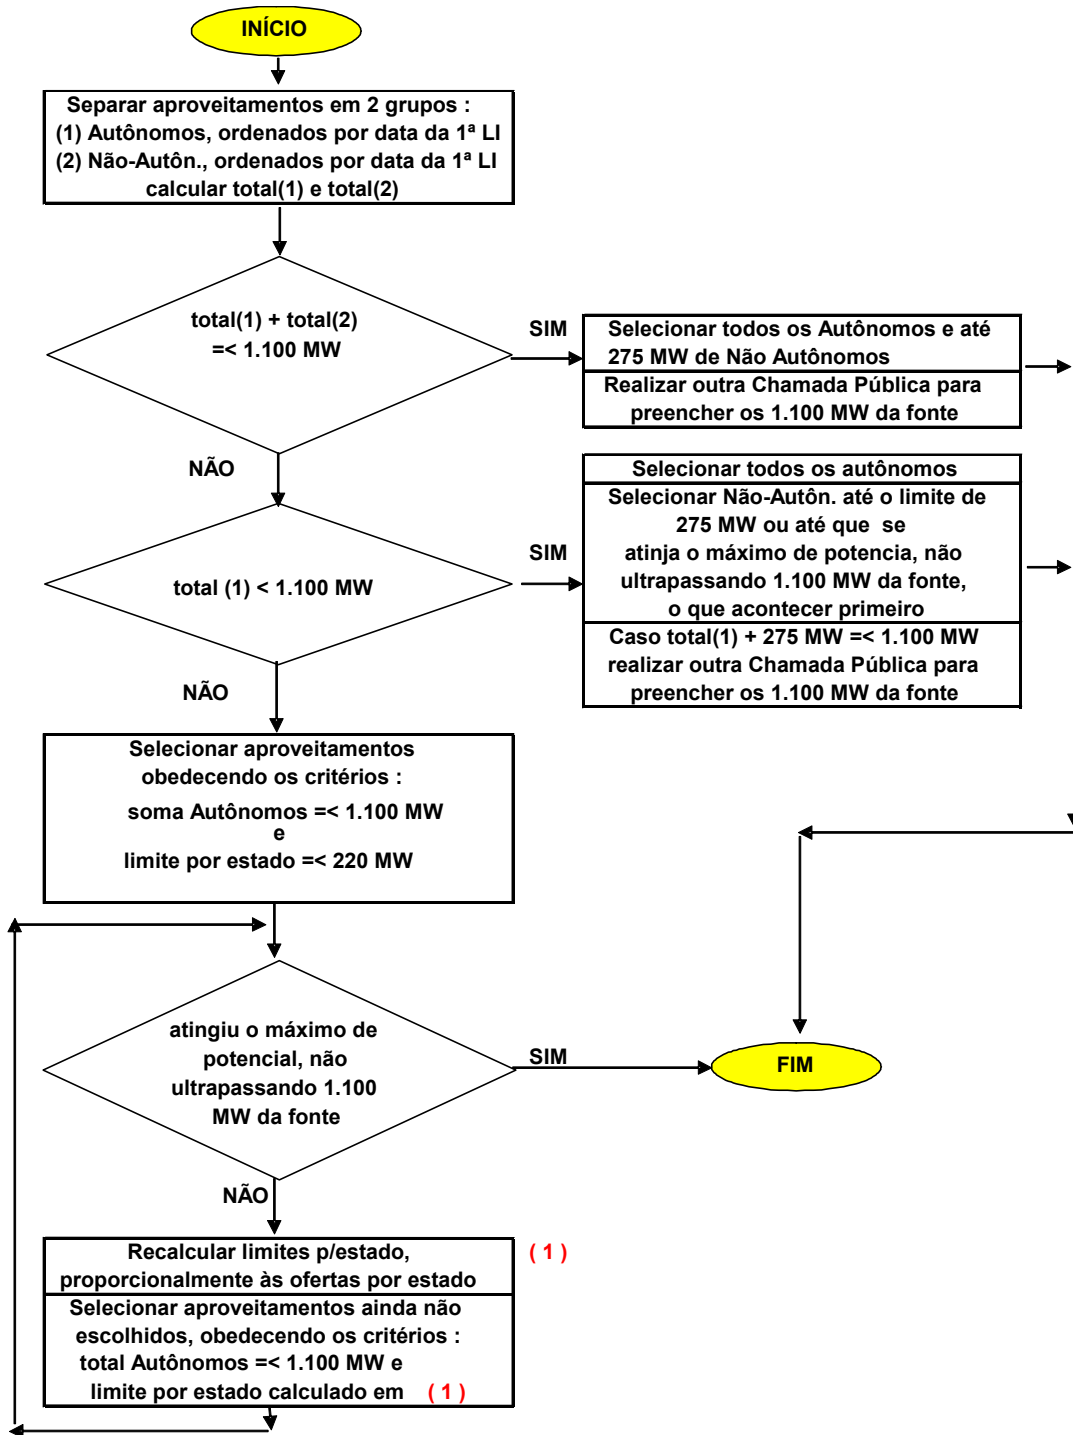 INÍCIO
Separar aproveitamentos em 2 grupos :
(1) Autônomos, ordenados por data da 1ª LI
(2) Não-Autôn., ordenados por data da 1ª LI
calcular total(1) e total(2)
total(1) + total(2)
=< 1.100 MW
SIM
Selecionar todos os Autônomos e até
275 MW de Não Autônomos
Realizar outra Chamada Pública para
preencher os 1.100 MW da fonte
NÃO
total (1) < 1.100 MW
SIM
Selecionar todos os autônomos
Selecionar Não-Autôn. até o limite de
275 MW ou até que se
atinja o máximo de potencia, não
ultrapassando 1.100 MW da fonte,
o que acontecer primeiro
Caso total(1) + 275 MW =< 1.100 MW
realizar outra Chamada Pública para
preencher os 1.100 MW da fonte
NÃO
Selecionar aproveitamentos
obedecendo os critérios :
soma Autônomos =< 1.100 MW
e
limite por estado =< 220 MW
atingiu o máximo de
potencial, não
ultrapassando 1.100
MW da fonte
SIM
FIM
NÃO
Recalcular limites p/estado,
proporcionalmente às ofertas por estado
( 1 )
Selecionar aproveitamentos ainda não
escolhidos, obedecendo os critérios :
total Autônomos =< 1.100 MW e
limite por estado calculado em ( 1 )